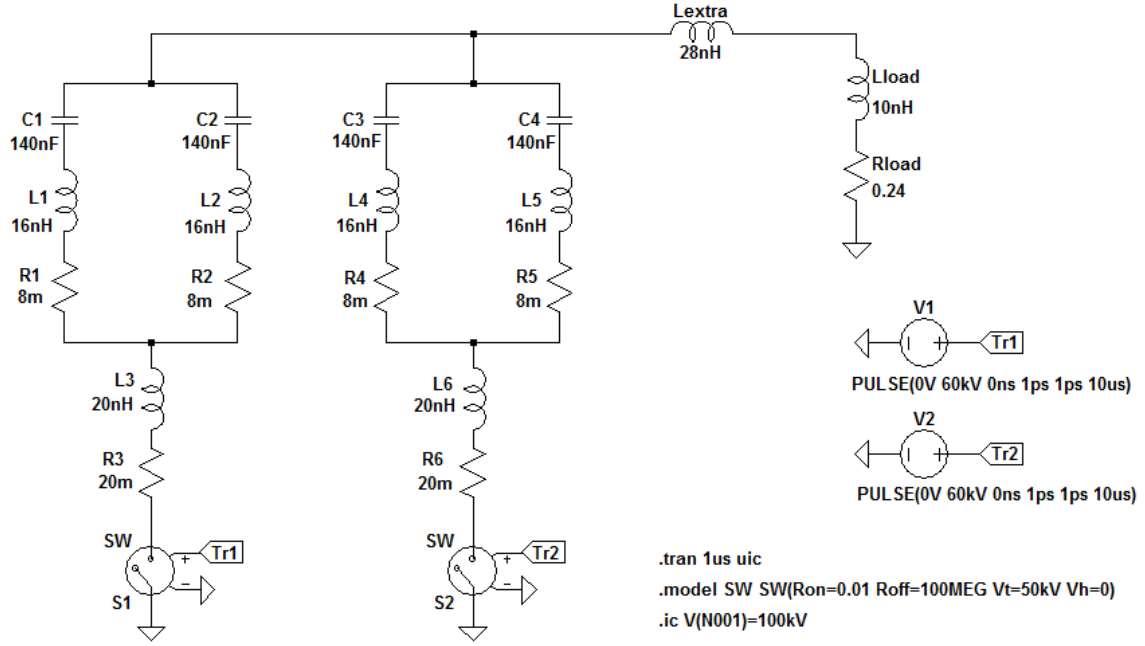 Lextra
28nH
Lload
10nH
Rload
0.24
C1
140nF
C2
140nF
C3
140nF
C4
140nF
L1
16nH
L2
16nH
L4
16nH
L5
16nH
R1
8m
R2
8m
R4
8m
R5
8m
L3
20nH
L6
20nH
R3
20m
R6
20m
SW
Tr1
S1
SW
Tr2
S2
V1
Tr1
PULSE(0V 60kV 0ns 1ps 1ps 10us)
V2
Tr2
PULSE(0V 60kV 0ns 1ps 1ps 10us)
.tran 1us uic
.model SW SW(Ron=0.01 Roff=100MEG Vt=50kV Vh=0)
.ic V(N001)=100kV